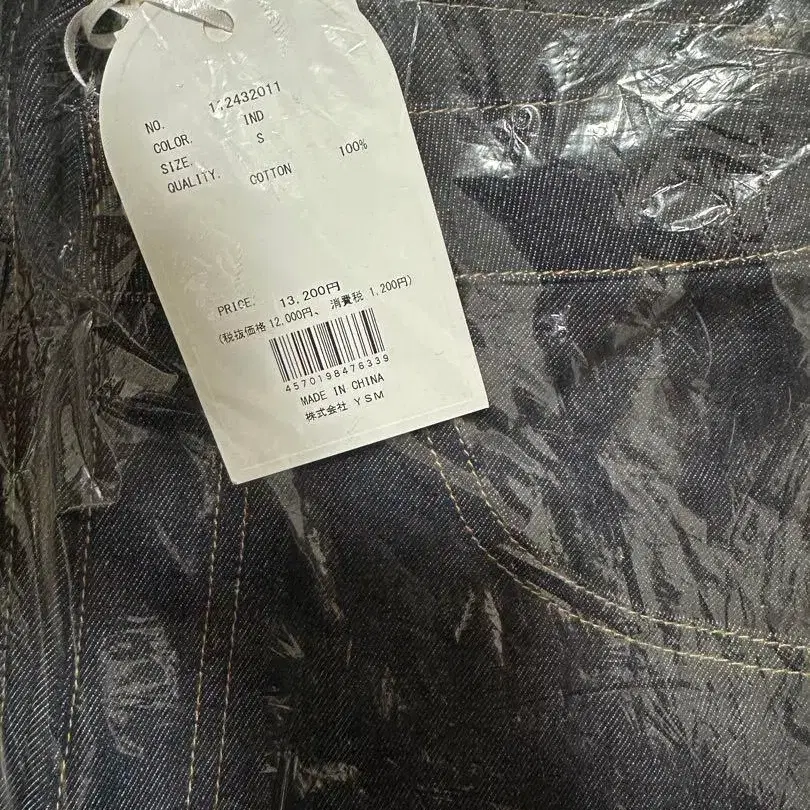 NO. 112432011
COLOR. IND
SIZE. S
QUALITY. COTTON 100%
PRICE. 13,200円
(税抜価格 12,000円、 消費税 1,200円)
4570198476339
MADE IN CHINA
株式会社 YSM